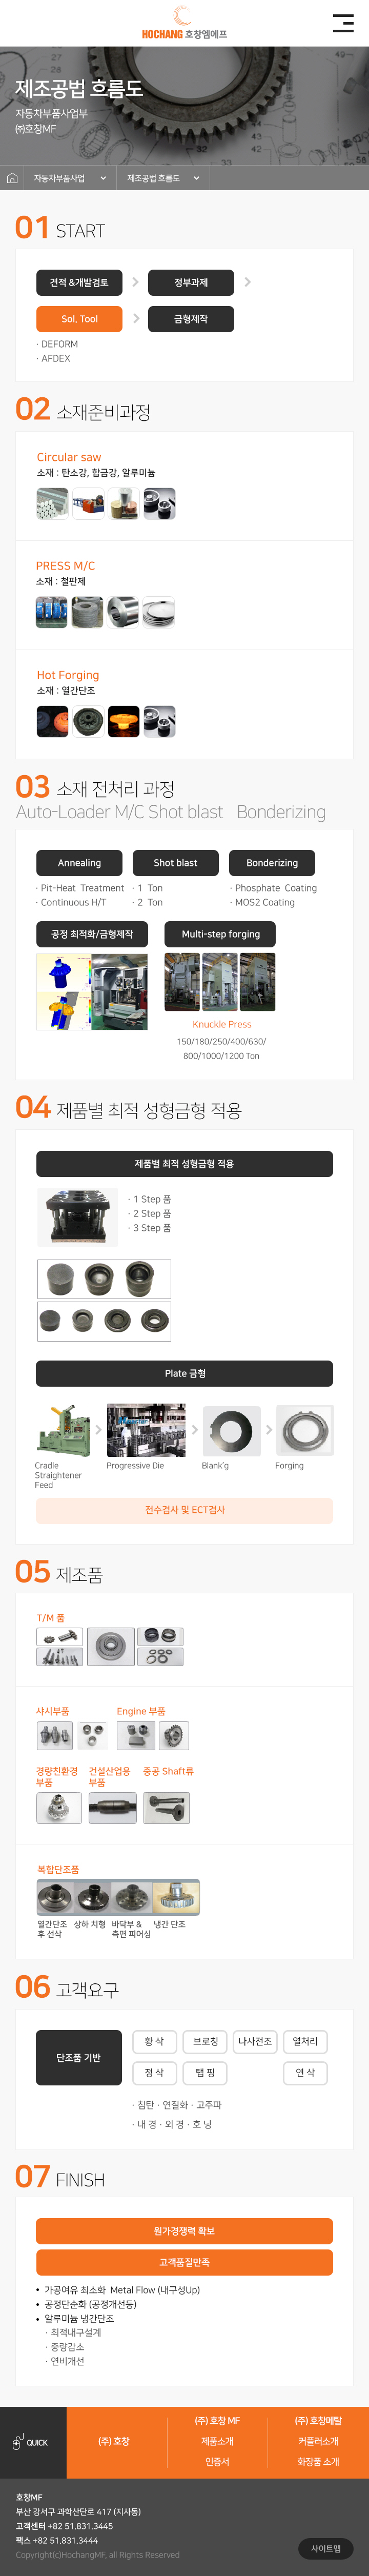 HOCHANG 호창엠에프
제조공법 흐름도
자동차부품사업부
㈜호창MF
자동차부품사업
제조공법 흐름도
01 START
견적 &개발검토
정부과제
Sol. Tool
금형제작
· DEFORM
· AFDEX
02 소재준비과정
Circular saw
소재 : 탄소강, 합금강, 알루미늄
PRESS M/C
소재 : 철판제
Hot Forging
소재 : 열간단조
03 소재 전처리 과정
Auto-Loader M/C Shot blast Bonderizing
Annealing
Shot blast
Bonderizing
· Pit-Heat Treatment
· 1 Ton
· Phosphate Coating
· Continuous H/T
· 2 Ton
· MOS2 Coating
공정 최적화/금형제작
Multi-step forging
Knuckle Press
150/180/250/400/630/
800/1000/1200 Ton
04 제품별 최적 성형금형 적용
제품별 최적 성형금형 적용
· 1 Step 품
· 2 Step 품
· 3 Step 품
Plate 금형
Cradle
Straightener
Feed
Progressive Die
Blank'g
Forging
전수검사 및 ECT검사
05 제조품
T/M 품
샤시부품
Engine 부품
경량친환경
부품
건설산업용
부품
중공 Shaft류
복합단조품
열간단조
후 선삭
상하 치형
바닥부 &
측면 피어싱
냉간 단조
06 고객요구
단조품 기반
황 삭
브로칭
나사전조
열처리
정 삭
탭 핑
연 삭
· 침탄 · 연질화 · 고주파
· 내 경 · 외 경 · 호 닝
07 FINISH
원가경쟁력 확보
고객품질만족
• 가공여유 최소화 Metal Flow (내구성Up)
• 공정단순화 (공정개선등)
• 알루미늄 냉간단조
· 최적내구설계
· 중량감소
· 연비개선
QUICK
(주) 호창
(주) 호창 MF
제품소개
인증서
(주) 호창메탈
커플러소개
화장품 소개
호창MF
부산 강서구 과학산단로 417 (지사동)
고객센터 +82 51.831.3445
팩스 +82 51.831.3444
Copyright(c)HochangMF, all Rights Reserved
사이트맵